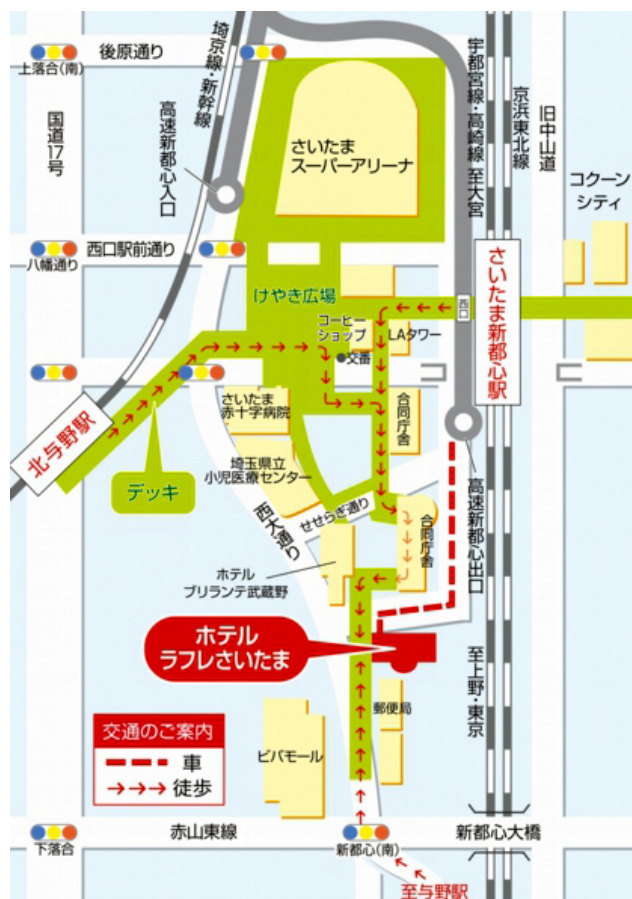 後原通り
上落合(南)
国道17号
埼京線・新幹線
高速新都心入口
さいたま
スーパーアリーナ
宇都宮線・高崎線 至大宮
京浜東北線
旧中山道
コクーン
シティ
西口駅前通り
八幡通り
けやき広場
コーヒー
ショップ
LAタワー
交番
西口
さいたま新都心駅
北与野駅
デッキ
さいたま
赤十字病院
合同庁舎
埼玉県立
小児医療センター
せせらぎ通り
西大通り
合同庁舎
高速新都心出口
ホテル
ブリランテ武蔵野
ホテル
ラフレさいたま
至上野・東京
郵便局
ビバモール
交通のご案内
車
徒歩
赤山東線
下落合
新都心(南)
新都心大橋
至与野駅